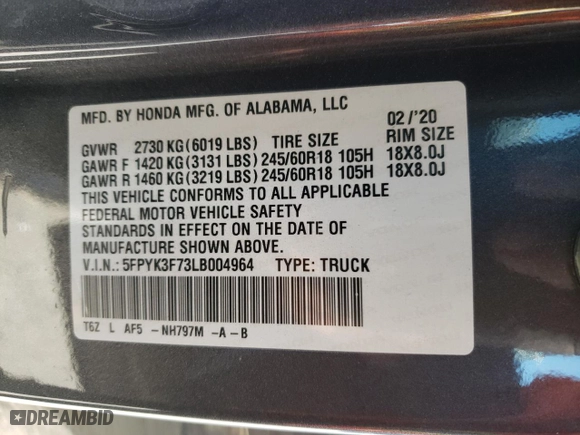 MFD. BY HONDA MFG. OF ALABAMA, LLC 02/'20
GVWR 2730 KG(6019 LBS) TIRE SIZE RIM SIZE
GAWR F 1420 KG(3131 LBS)245/60R18 105H 18X8.0J
GAWR R 1460 KG(3219 LBS)245/60R18 105H 18X8.0J
THIS VEHICLE CONFORMS TO ALL APPLICABLE
FEDERAL MOTOR VEHICLE SAFETY
STANDARDS IN EFFECT ON THE DATE OF
MANUFACTURE SHOWN ABOVE.
V.I.N.: 5FPYK3F73LB004964 TYPE: TRUCK
T6Z L AF5 -NH797M -A-B
DREAMBID